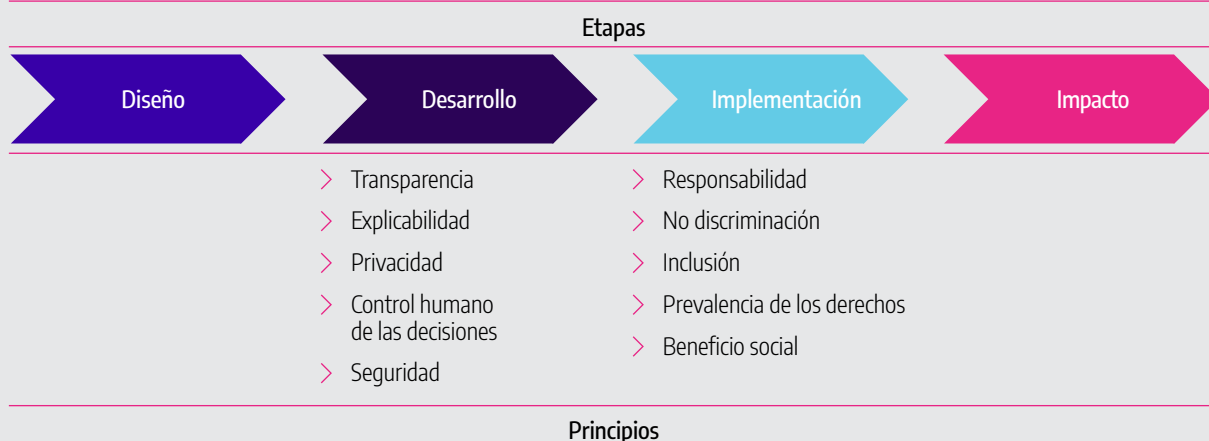 Etapas
Diseño
Desarrollo
Implementación
Impacto
Transparencia
Explicabilidad
Privacidad
Control humano
de las decisiones
Seguridad
Responsabilidad
No discriminación
Inclusión
Prevalencia de los derechos
Beneficio social
Principios